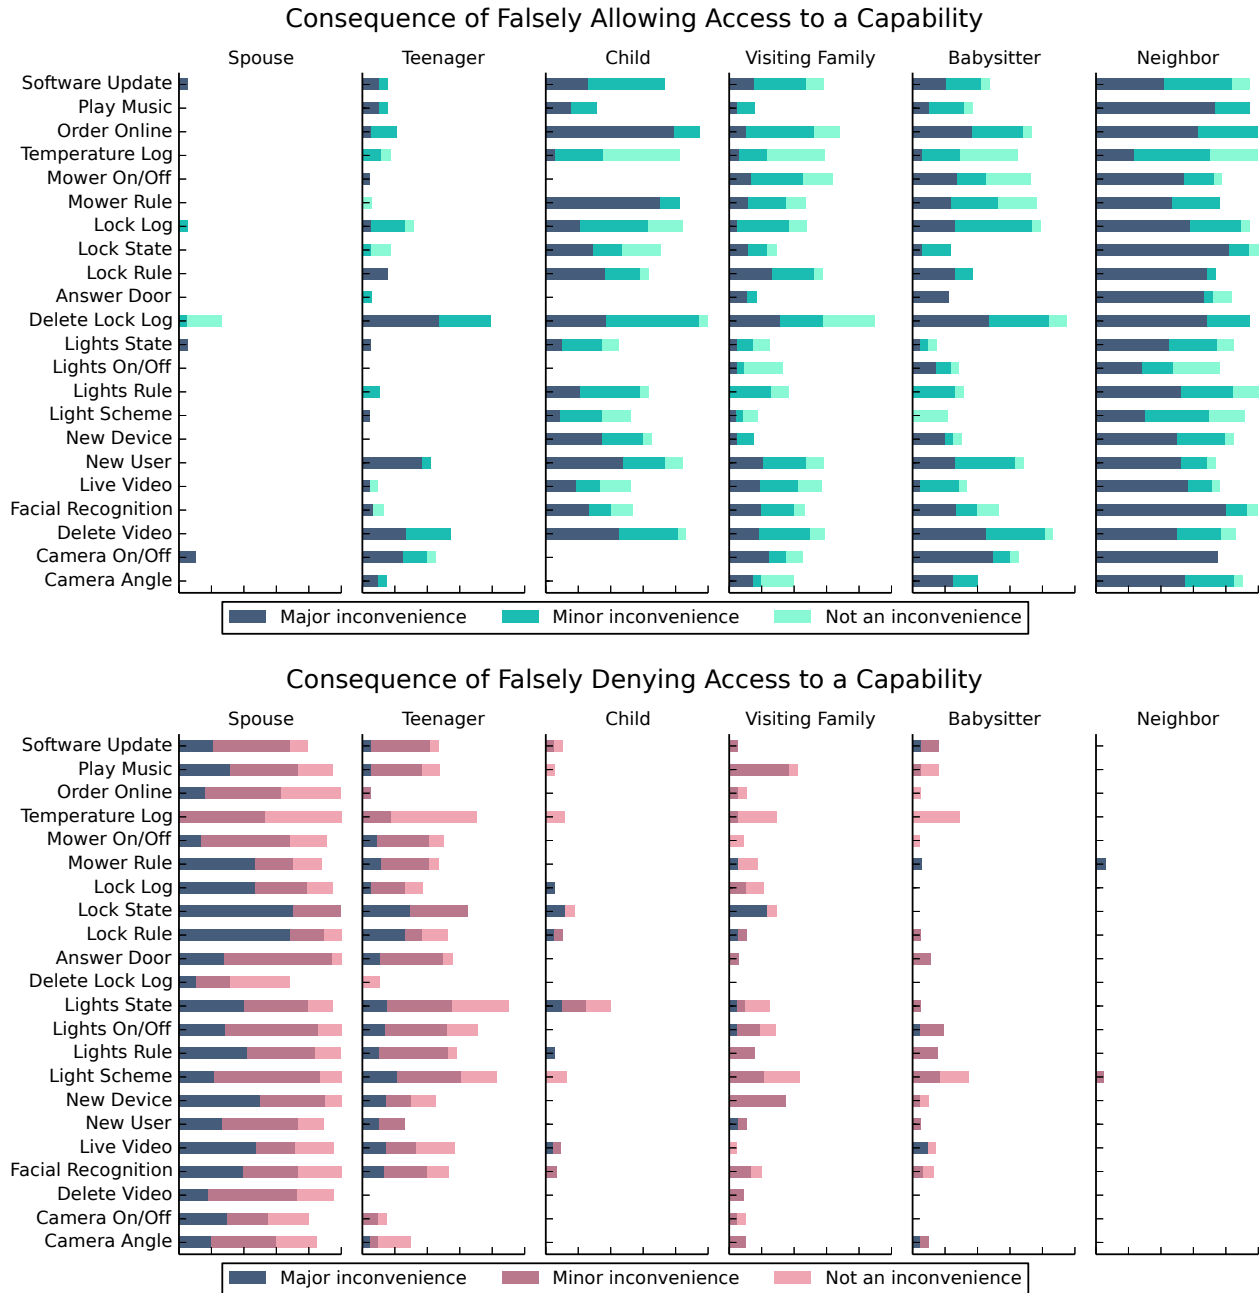 Consequence of Falsely Allowing Access to a Capability
Spouse Teenager Child Visiting Family Babysitter Neighbor
Software Update
Play Music
Order Online
Temperature Log
Mower On/Off
Mower Rule
Lock Log
Lock State
Lock Rule
Answer Door
Delete Lock Log
Lights State
Lights On/Off
Lights Rule
Light Scheme
New Device
New User
Live Video
Facial Recognition
Delete Video
Camera On/Off
Camera Angle
Major inconvenience Minor inconvenience Not an inconvenience
Consequence of Falsely Denying Access to a Capability
Spouse Teenager Child Visiting Family Babysitter Neighbor
Software Update
Play Music
Order Online
Temperature Log
Mower On/Off
Mower Rule
Lock Log
Lock State
Lock Rule
Answer Door
Delete Lock Log
Lights State
Lights On/Off
Lights Rule
Light Scheme
New Device
New User
Live Video
Facial Recognition
Delete Video
Camera On/Off
Camera Angle
Major inconvenience Minor inconvenience Not an inconvenience